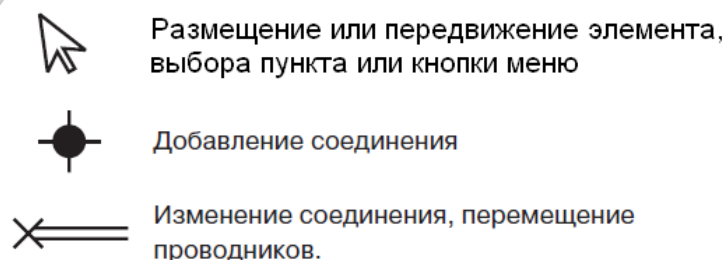 Размещение или передвижение элемента,
выбора пункта или кнопки меню
Добавление соединения
Изменение соединения, перемещение
проводников.